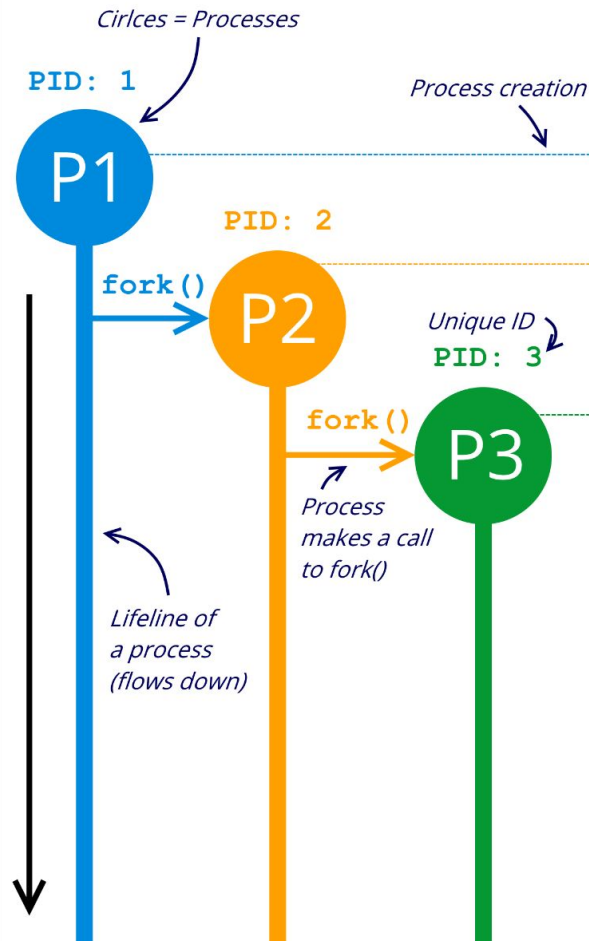 Cirlces = Processes
PID: 1
Process creation
P1
PID: 2
fork()
P2
Unique ID
PID: 3
fork()
P3
Process
makes a call
to fork()
Lifeline of
a process
(flows down)